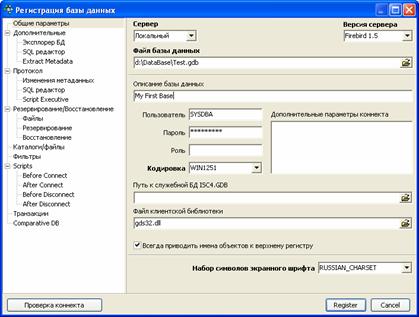 Регистрация базы данных
Общие параметры
Дополнительные
Эксплорер БД
SQL редактор
Extract Metadata
Протокол
Изменения метаданных
SQL редактор
Script Executive
Резервирование/Восстановление
Файлы
Резервирование
Восстановление
Каталоги/файлы
Фильтры
Scripts
Before Connect
After Connect
Before Disconnect
After Disconnect
Транзакции
Comparative DB
Сервер
Версия сервера
Локальный
Firebird 1.5
Файл базы данных
d:\DataBase\Test.gdb
Описание базы данных
My First Base
Пользователь SYSDBA
Дополнительные параметры коннекта
Пароль *********
Роль
Кодировка WIN1251
Путь к служебной БД ISC4.GDB
Файл клиентской библиотеки
gds32.dll
Всегда приводить имена объектов к верхнему регистру
Набор символов экранного шрифта RUSSIAN_CHARSET
Проверка коннекта
Register
Cancel